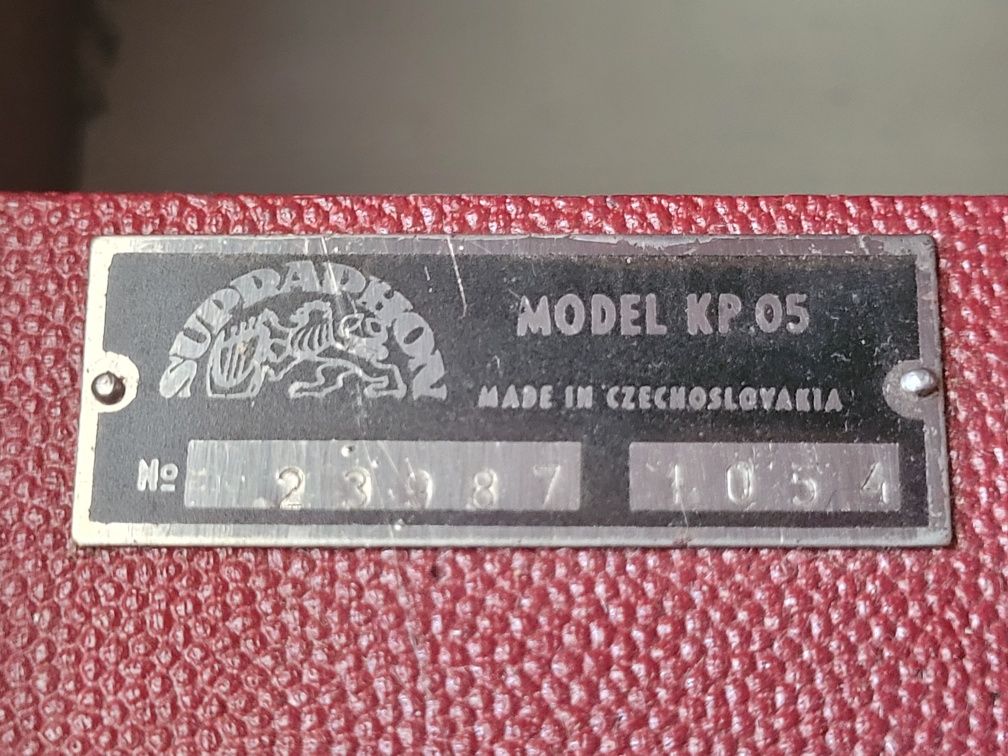 SUPRAPHON
MODEL KP 05
MADE IN CZECHOSLOVAKIA
No 23987 1054